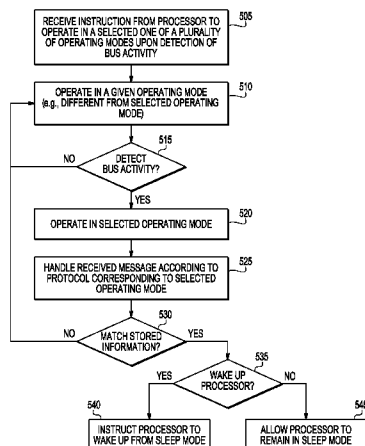 RECEIVE INSTRUCTION FROM PROCESSOR TO
OPERATE IN A SELECTED ONE OF A PLURALITY
OF OPERATING MODES UPON DETECTION OF
BUS ACTIVITY
505
OPERATE IN A GIVEN OPERATING MODE
(e.g., DIFFERENT FROM SELECTED OPERATING
MODE)
510
DETECT
BUS ACTIVITY?
515
NO
YES
OPERATE IN SELECTED OPERATING MODE
520
HANDLE RECEIVED MESSAGE ACCORDING TO
PROTOCOL CORRESPONDING TO SELECTED
OPERATING MODE
525
MATCH STORED
INFORMATION?
530
NO
YES
WAKE UP
PROCESSOR?
535
YES
NO
540
INSTRUCT PROCESSOR TO
WAKE UP FROM SLEEP MODE
545
ALLOW PROCESSOR TO
REMAIN IN SLEEP MODE